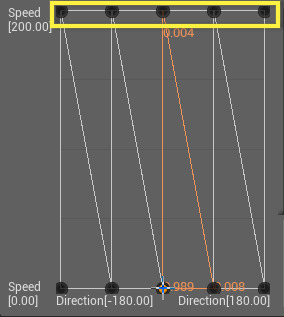 Speed
[200.00]
0.004
Speed
[0.00]
.989
.008
Direction[-180.00]
Direction[180.00]